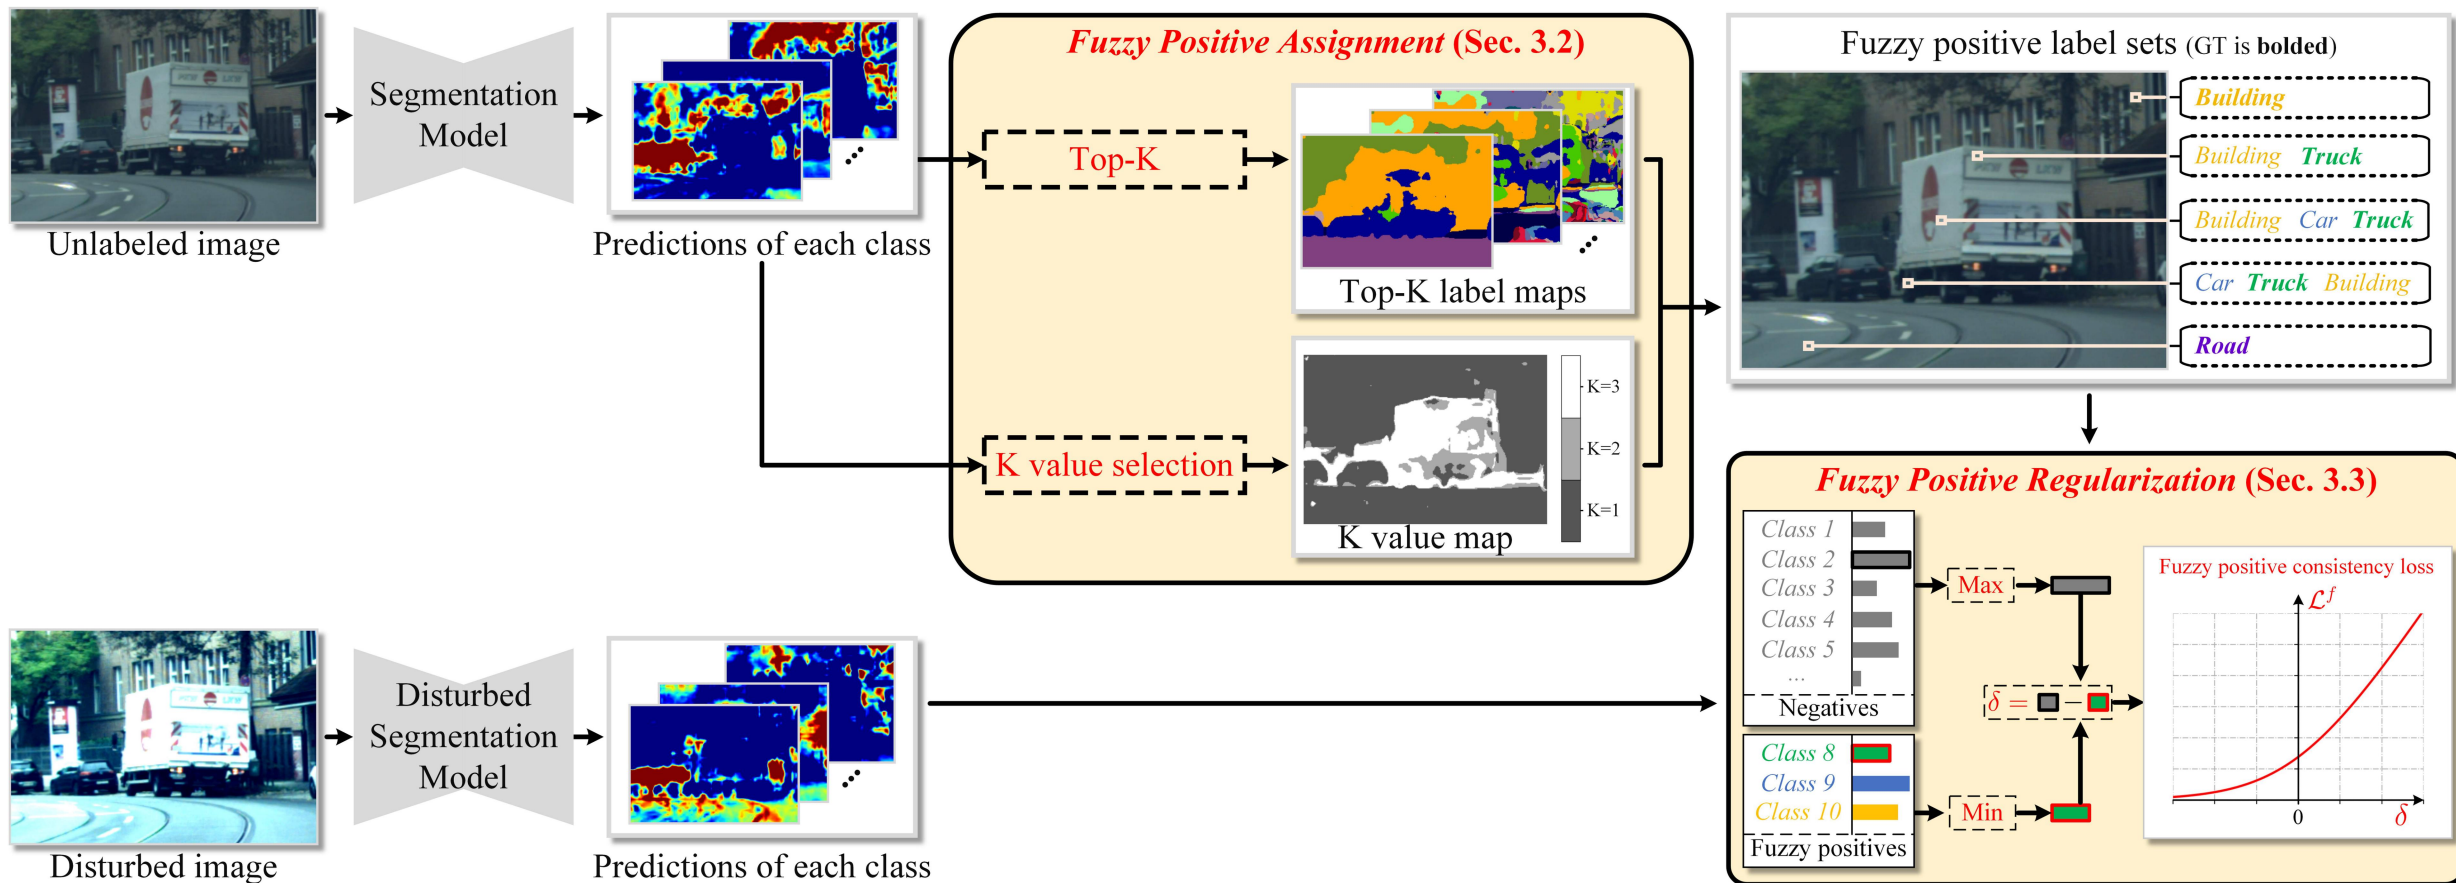 Unlabeled image
Segmentation
Model
Predictions of each class
Fuzzy Positive Assignment (Sec. 3.2)
Top-K
Top-K label maps
K value selection
K=3
K=2
K=1
K value map
Fuzzy positive label sets (GT is bolded)
Building
Building Truck
Building Car Truck
Car Truck Building
Road
Disturbed image
Disturbed
Segmentation
Model
Predictions of each class
Fuzzy Positive Regularization (Sec. 3.3)
Class 1
Class 2
Class 3
Class 4
Class 5
...
Negatives
Class 8
Class 9
Class 10
Fuzzy positives
Max
Min
δ = −
Fuzzy positive consistency loss
ℒᶠ
0
δ